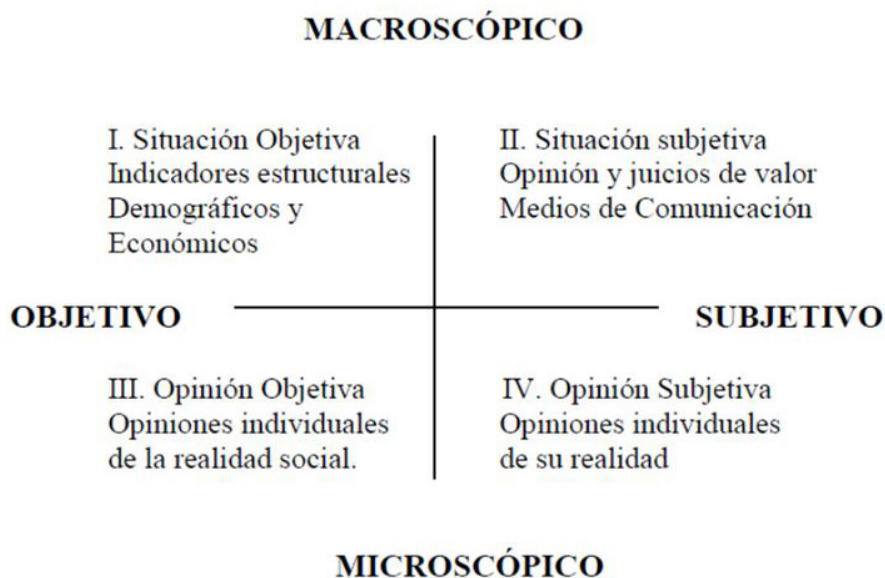 MACROSCÓPICO
I. Situación Objetiva
Indicadores estructurales
Demográficos y
Económicos
II. Situación subjetiva
Opinión y juicios de valor
Medios de Comunicación
OBJETIVO
SUBJETIVO
III. Opinión Objetiva
Opiniones individuales
de la realidad social.
IV. Opinión Subjetiva
Opiniones individuales
de su realidad
MICROSCÓPICO